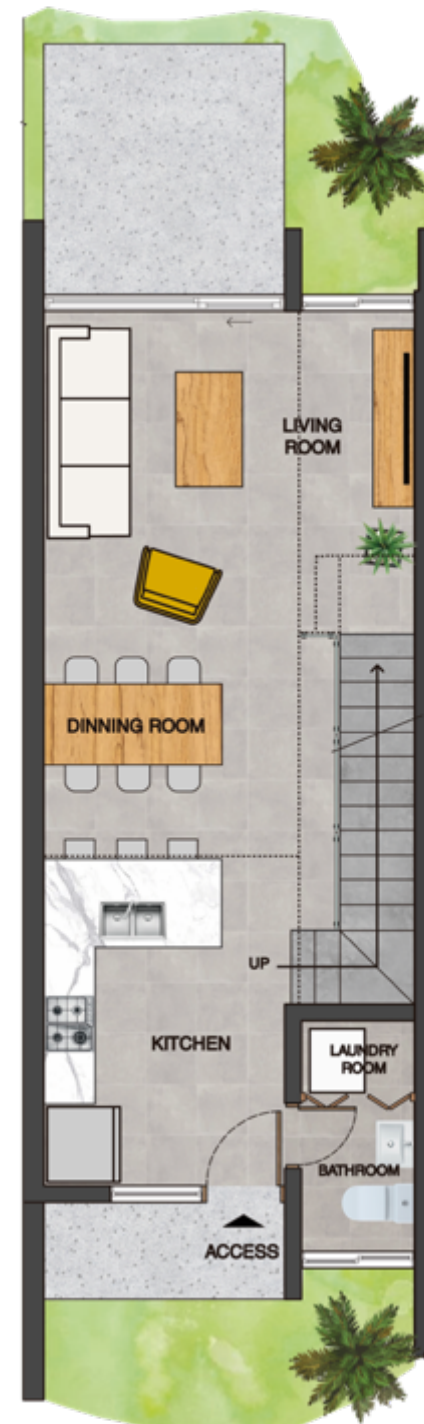 LIVING
ROOM
DINNING ROOM
UP
KITCHEN
LAUNDRY
ROOM
BATHROOM
ACCESS